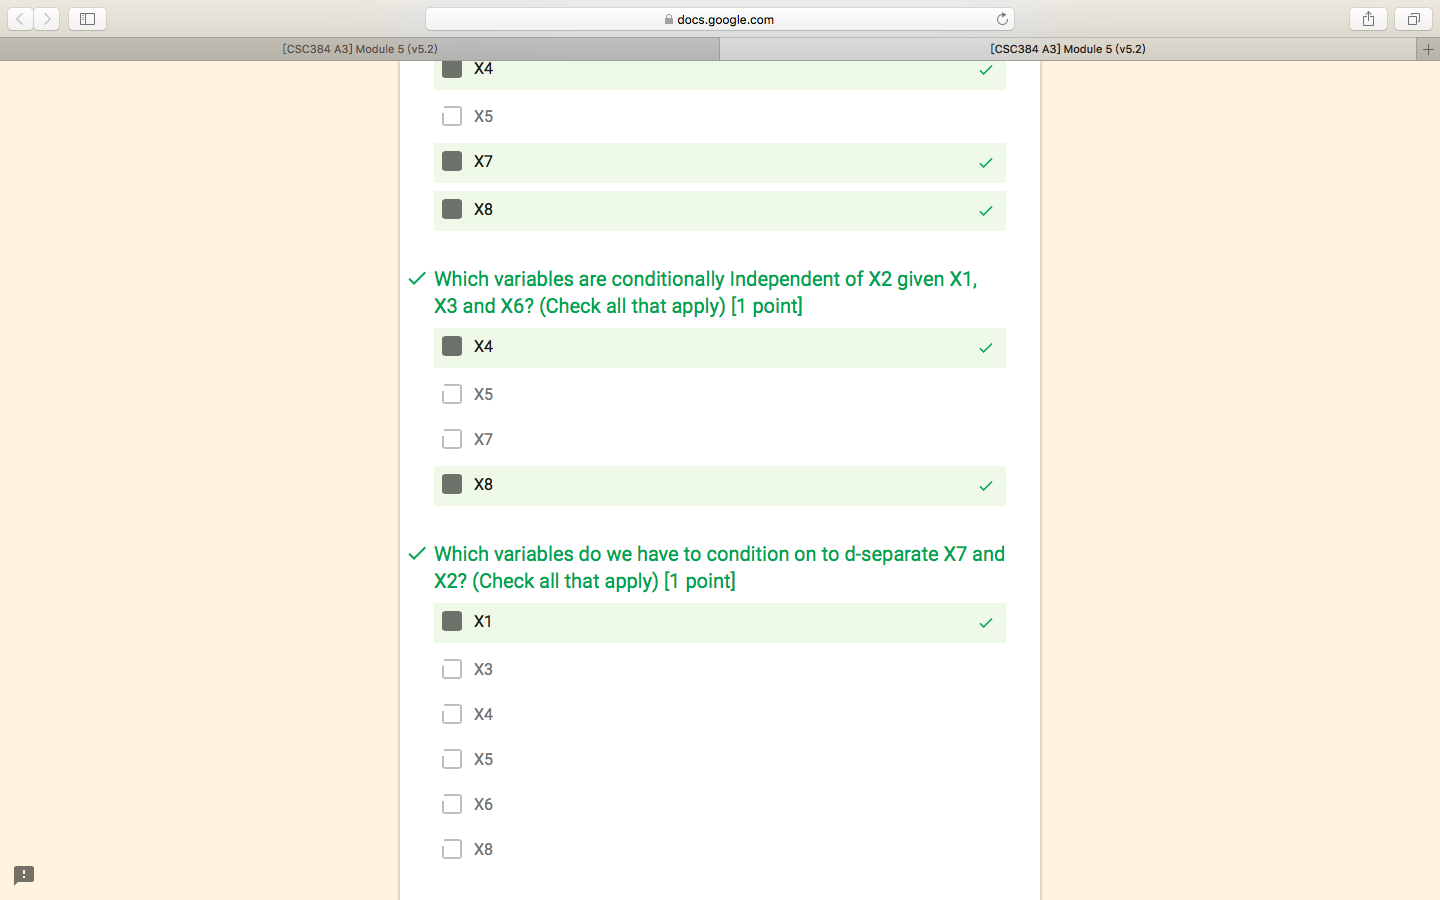 docs.google.com
[CSC384 A3] Module 5 (v5.2)
[CSC384 A3] Module 5 (v5.2)
X4
X5
X7
X8
Which variables are conditionally Independent of X2 given X1,
X3 and X6? (Check all that apply) [1 point]
X4
X5
X7
X8
Which variables do we have to condition on to d-separate X7 and
X2? (Check all that apply) [1 point]
X1
X3
X4
X5
X6
X8